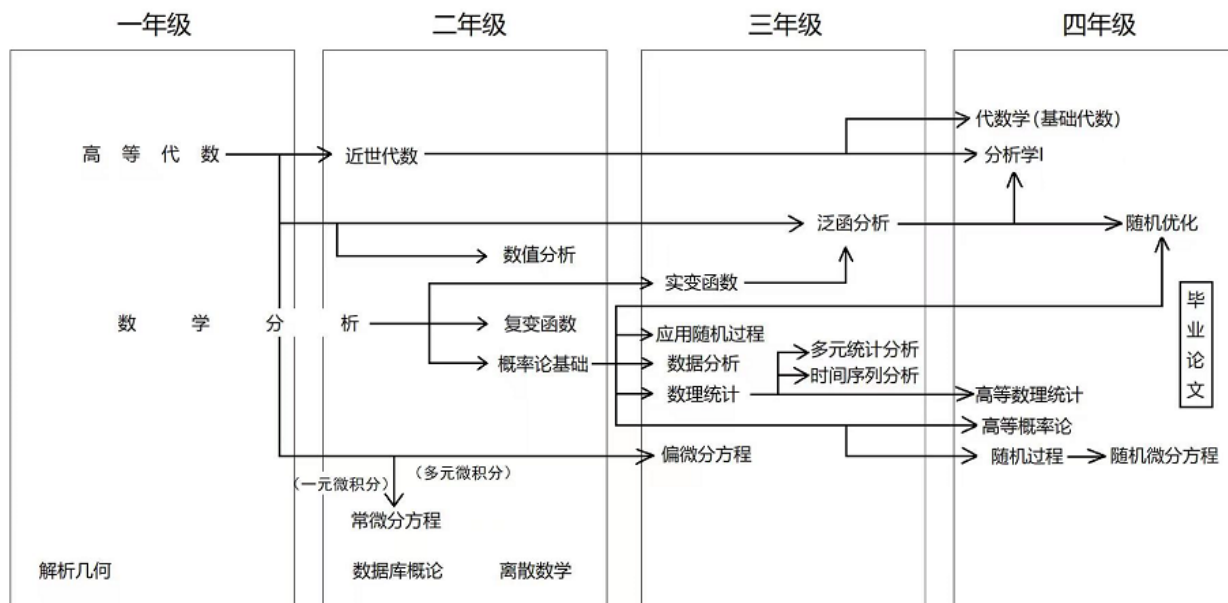 一年级 二年级 三年级 四年级
代数学(基础代数)
高等代数 近世代数 分析学I
泛函分析 随机优化
数值分析
实变函数
数学分析 复变函数
应用随机过程
多元统计分析
概率论基础 数据分析
时间序列分析
数理统计 高等数理统计
高等概率论
偏微分方程 随机过程 随机微分方程
(一元微积分) (多元微积分)
常微分方程
解析几何 数据库概论 离散数学
毕业论文